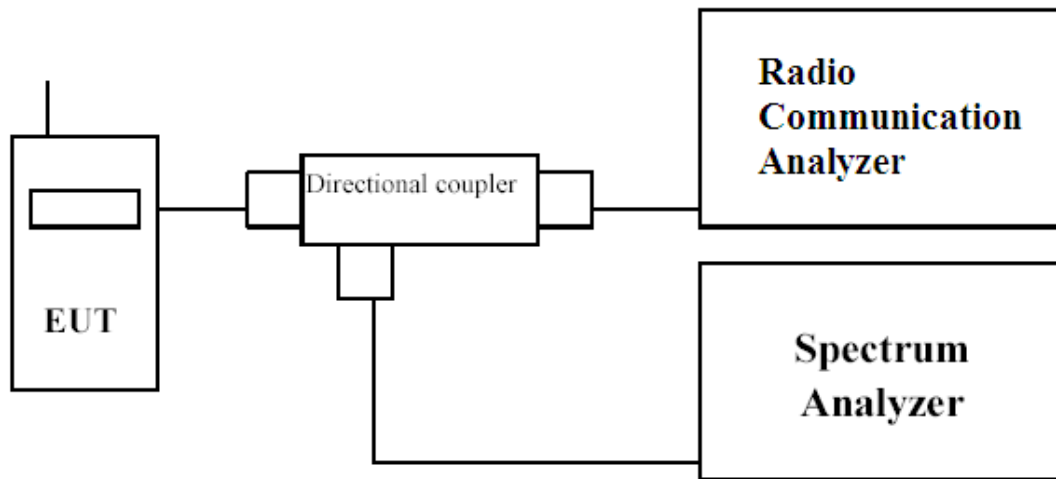 Radio
Communication
Analyzer
Directional coupler
EUT
Spectrum
Analyzer